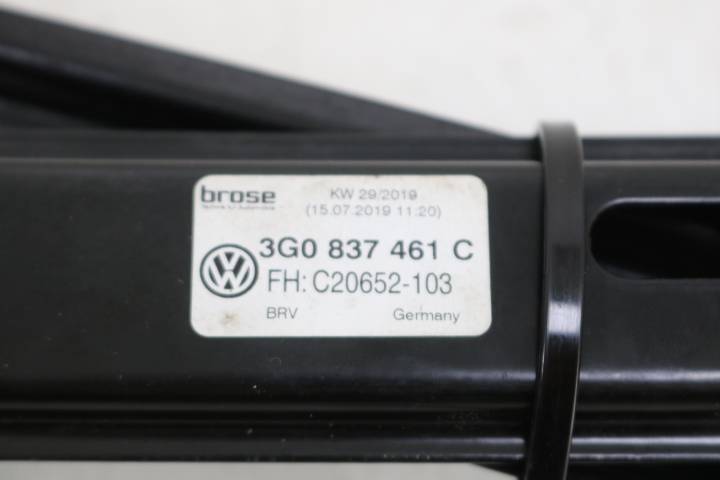 brose
KW 29/2019
(15.07.2019 11:20)
3G0 837 461 C
FH: C20652-103
BRV Germany